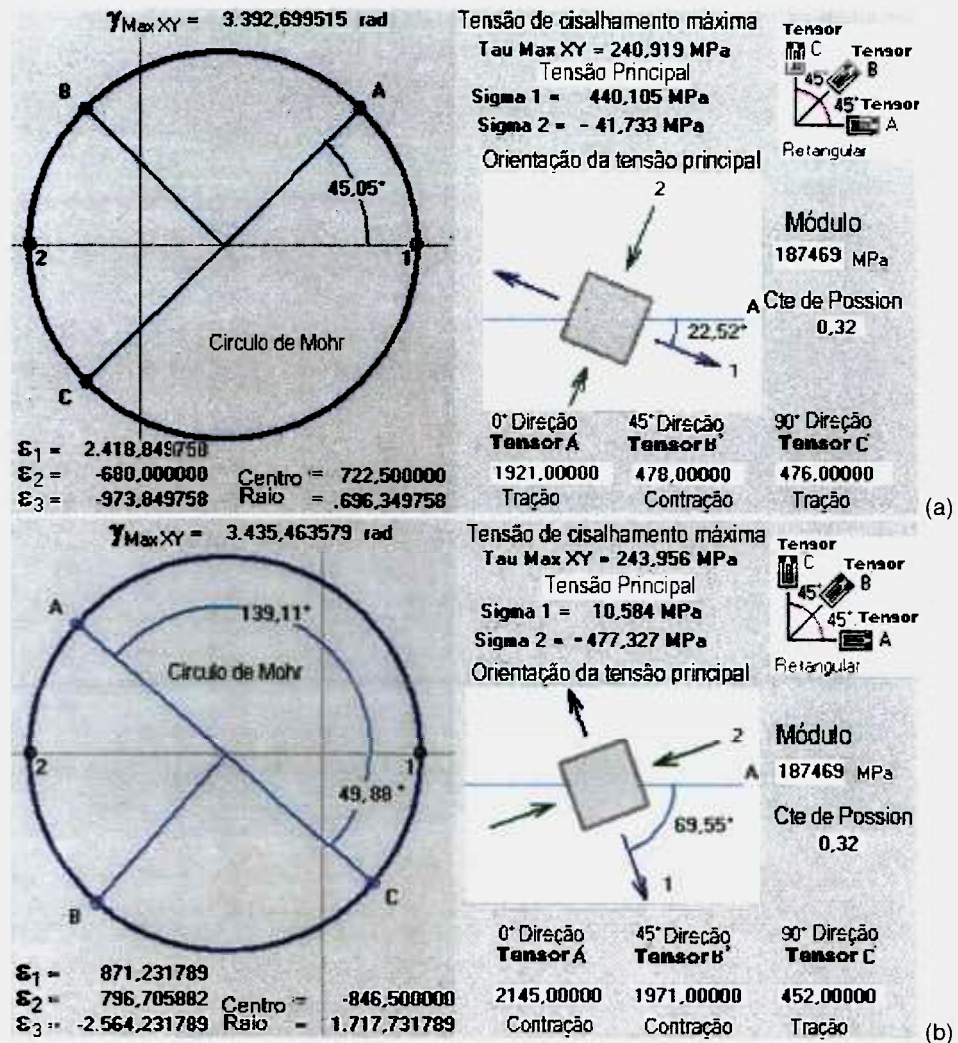 γMax XY = 3.392,699515 rad
B
A
45,05°
2
1
Circulo de Mohr
C
ε1 = 2.418,849758
ε2 = -680,000000
ε3 = -973,849758
Centro = 722,500000
Raio = .696,349758
Tensão de cisalhamento máxima
Tau Max XY = 240,919 MPa
Tensão Principal
Sigma 1 = 440,105 MPa
Sigma 2 = - 41,733 MPa
Orientação da tensão principal
2
A
22,52°
1
Tensor
C
Tensor
B
45°
45° Tensor
A
Retangular
Módulo
187469 MPa
Cte de Possion
0,32
0° Direção
Tensor A
1921,00000
Tração
45° Direção
Tensor B
478,00000
Contração
90° Direção
Tensor C
476,00000
Tração
(a)
γMax XY = 3.435,463579 rad
A
139,11°
Circulo de Mohr
2
1
49,88°
B
C
ε1 = 871,231789
ε2 = 796,705882
ε3 = -2.564,231789
Centro = -846,500000
Raio = 1.717,731789
Tensão de cisalhamento máxima
Tau Max XY = 243,956 MPa
Tensão Principal
Sigma 1 = 10,584 MPa
Sigma 2 = -477,327 MPa
Orientação da tensão principal
2
A
69,55°
1
Tensor
C
Tensor
B
45°
45° Tensor
A
Retangular
Módulo
187469 MPa
Cte de Possion
0,32
0° Direção
Tensor A
2145,00000
Contração
45° Direção
Tensor B
1971,00000
Contração
90° Direção
Tensor C
452,00000
Tração
(b)